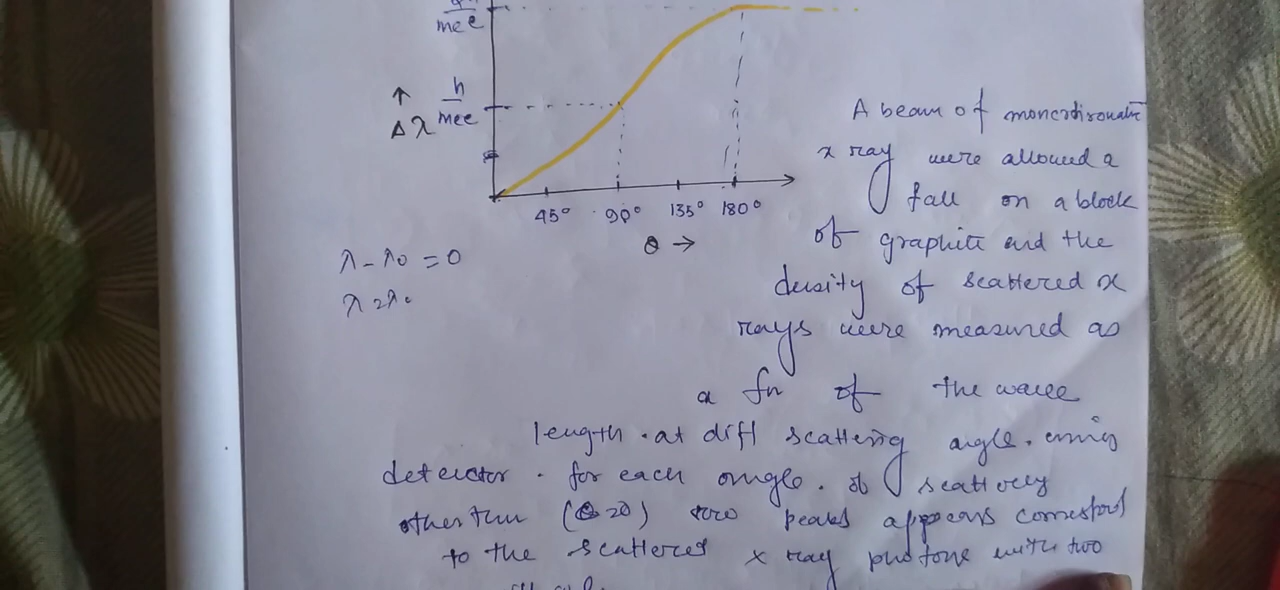 mec
h
mec
↑
Δλ
45° 90° 135° 180°
θ →
λ - λ0 = 0
λ = λ0
A beam of monochromatic
x ray were allowed a
fall on a block
of graphite and the
density of scattered x
rays were measured as
a fn of the wave
length. at diff scattering angle. using
detector. for each angle. of scattering
other than (θ=0) two peaks appears correspond
to the scattered x ray photons with two